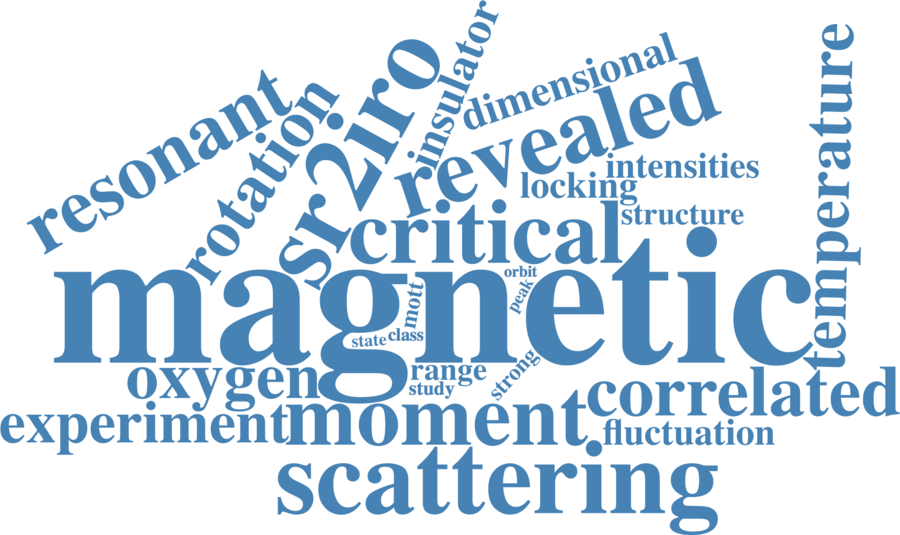 insulator
dimensional
resonant
rotation
sr2iro
revealed
temperature
intensities
locking
structure
critical
magnetic
orbit
peak
mott
class
state
range
study
strong
oxygen
correlated
experiment
moment
fluctuation
scattering